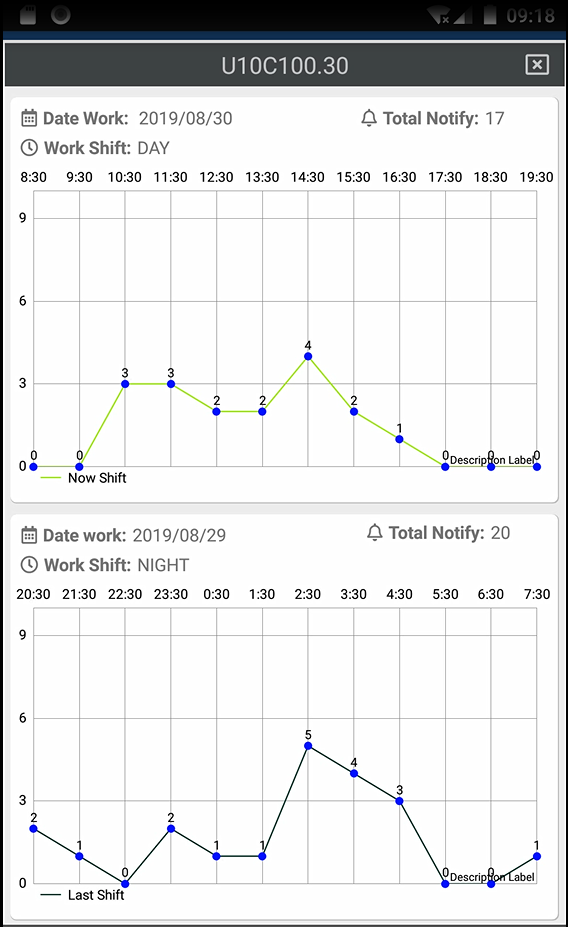 09:18
U10C100.30
Date Work: 2019/08/30 Total Notify: 17
Work Shift: DAY
8:30 9:30 10:30 11:30 12:30 13:30 14:30 15:30 16:30 17:30 18:30 19:30
9
6
4
3 3 3
2 2 2
1
0 0 0 0 0 0
Description Label
Now Shift
Date work: 2019/08/29 Total Notify: 20
Work Shift: NIGHT
20:30 21:30 22:30 23:30 0:30 1:30 2:30 3:30 4:30 5:30 6:30 7:30
9
6
5
4
3 3
2 2
1 1 1 1
0 0 0 0
Description Label
Last Shift